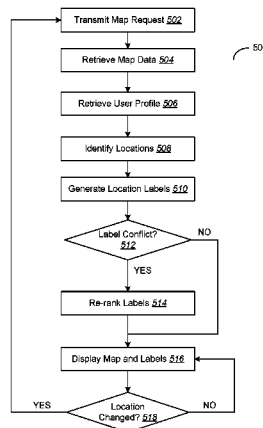 Transmit Map Request 502
50
Retrieve Map Data 504
Retrieve User Profile 506
Identify Locations 508
Generate Location Labels 510
Label Conflict?
512
NO
YES
Re-rank Labels 514
Display Map and Labels 516
YES
Location
NO
Changed? 518